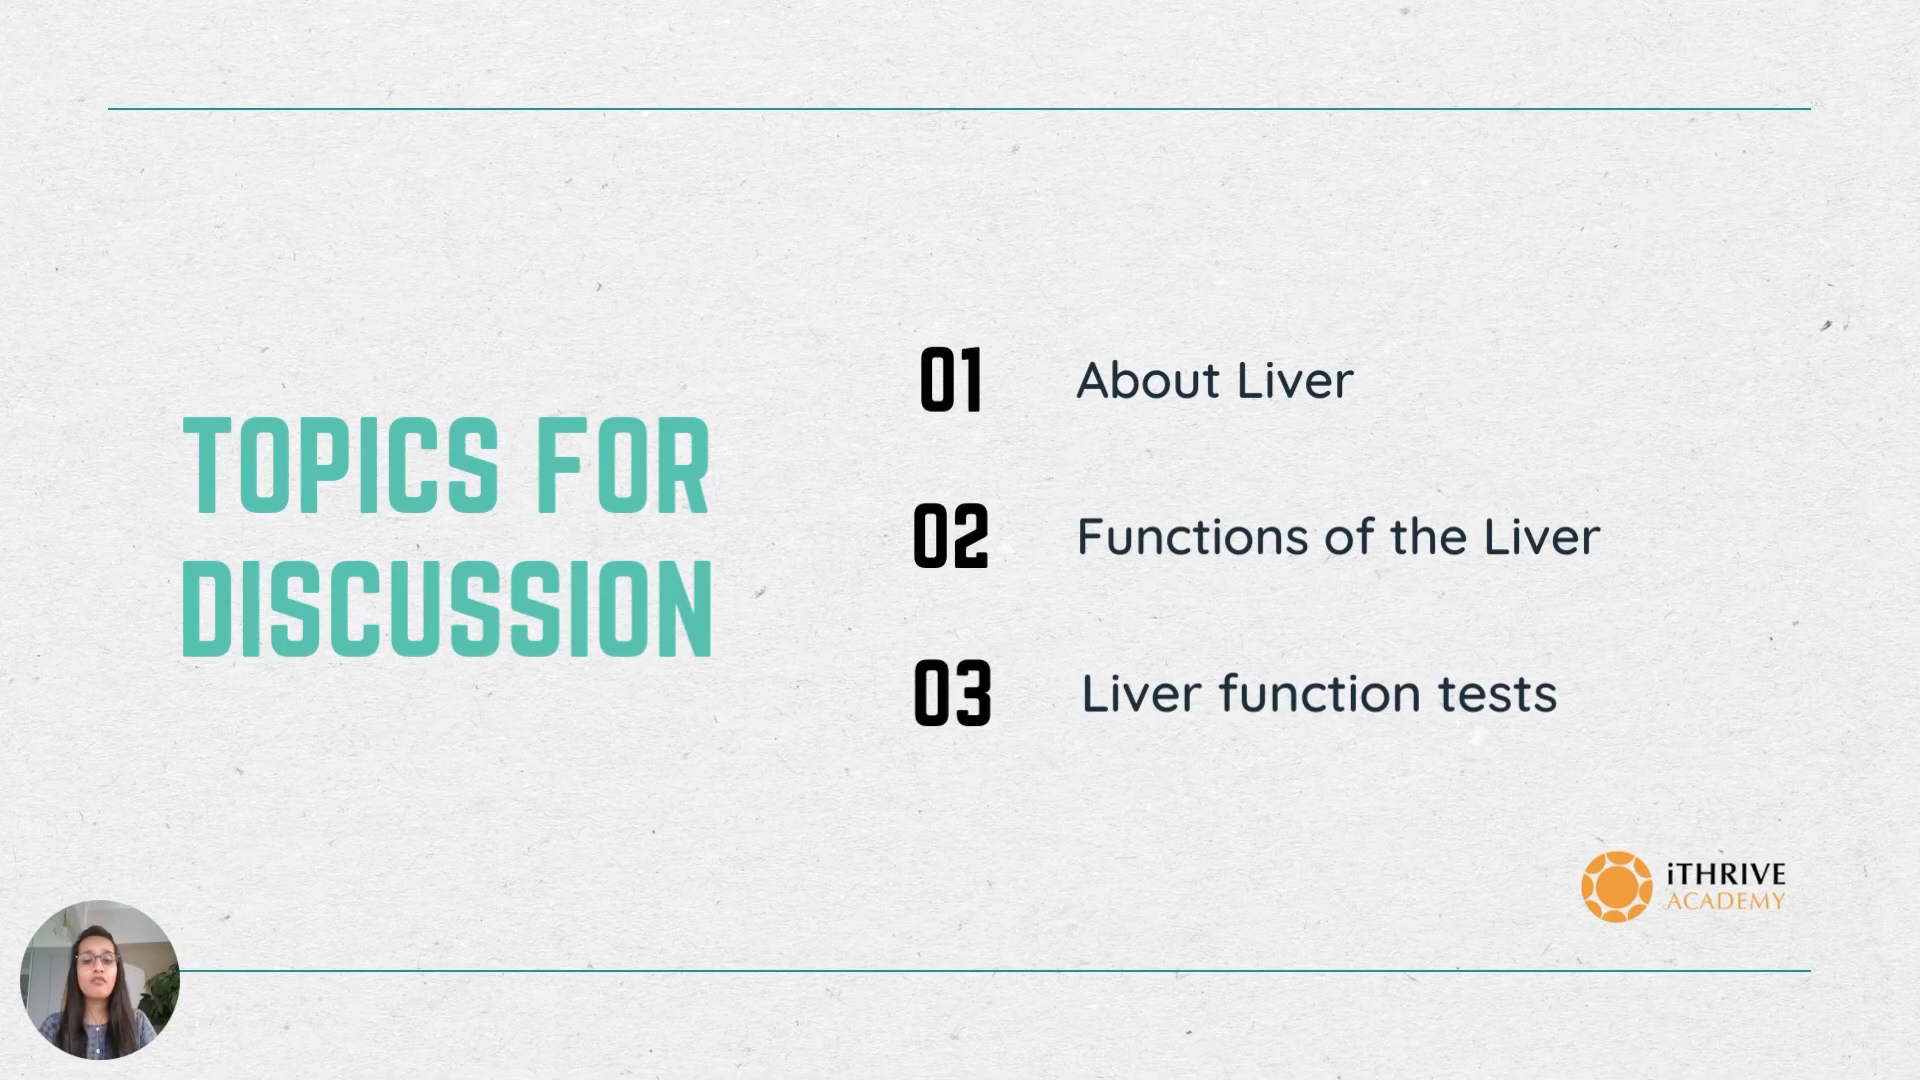 TOPICS FOR
DISCUSSION
01 About Liver
02 Functions of the Liver
03 Liver function tests
iTHRIVE
ACADEMY